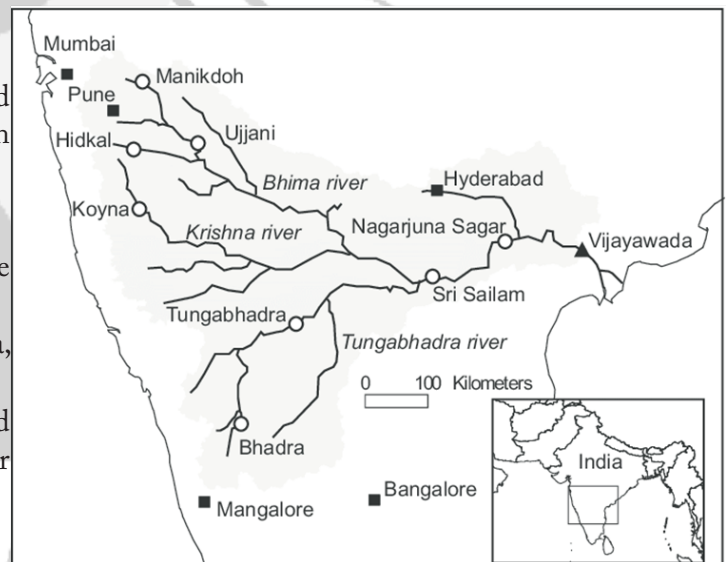 Mumbai
Manikdoh
Pune
Ujjani
Hidkal
Bhima river
Hyderabad
Koyna
Krishna river
Nagarjuna Sagar
Vijayawada
Sri Sailam
Tungabhadra
Tungabhadra river
0 100 Kilometers
India
Bhadra
Bangalore
Mangalore